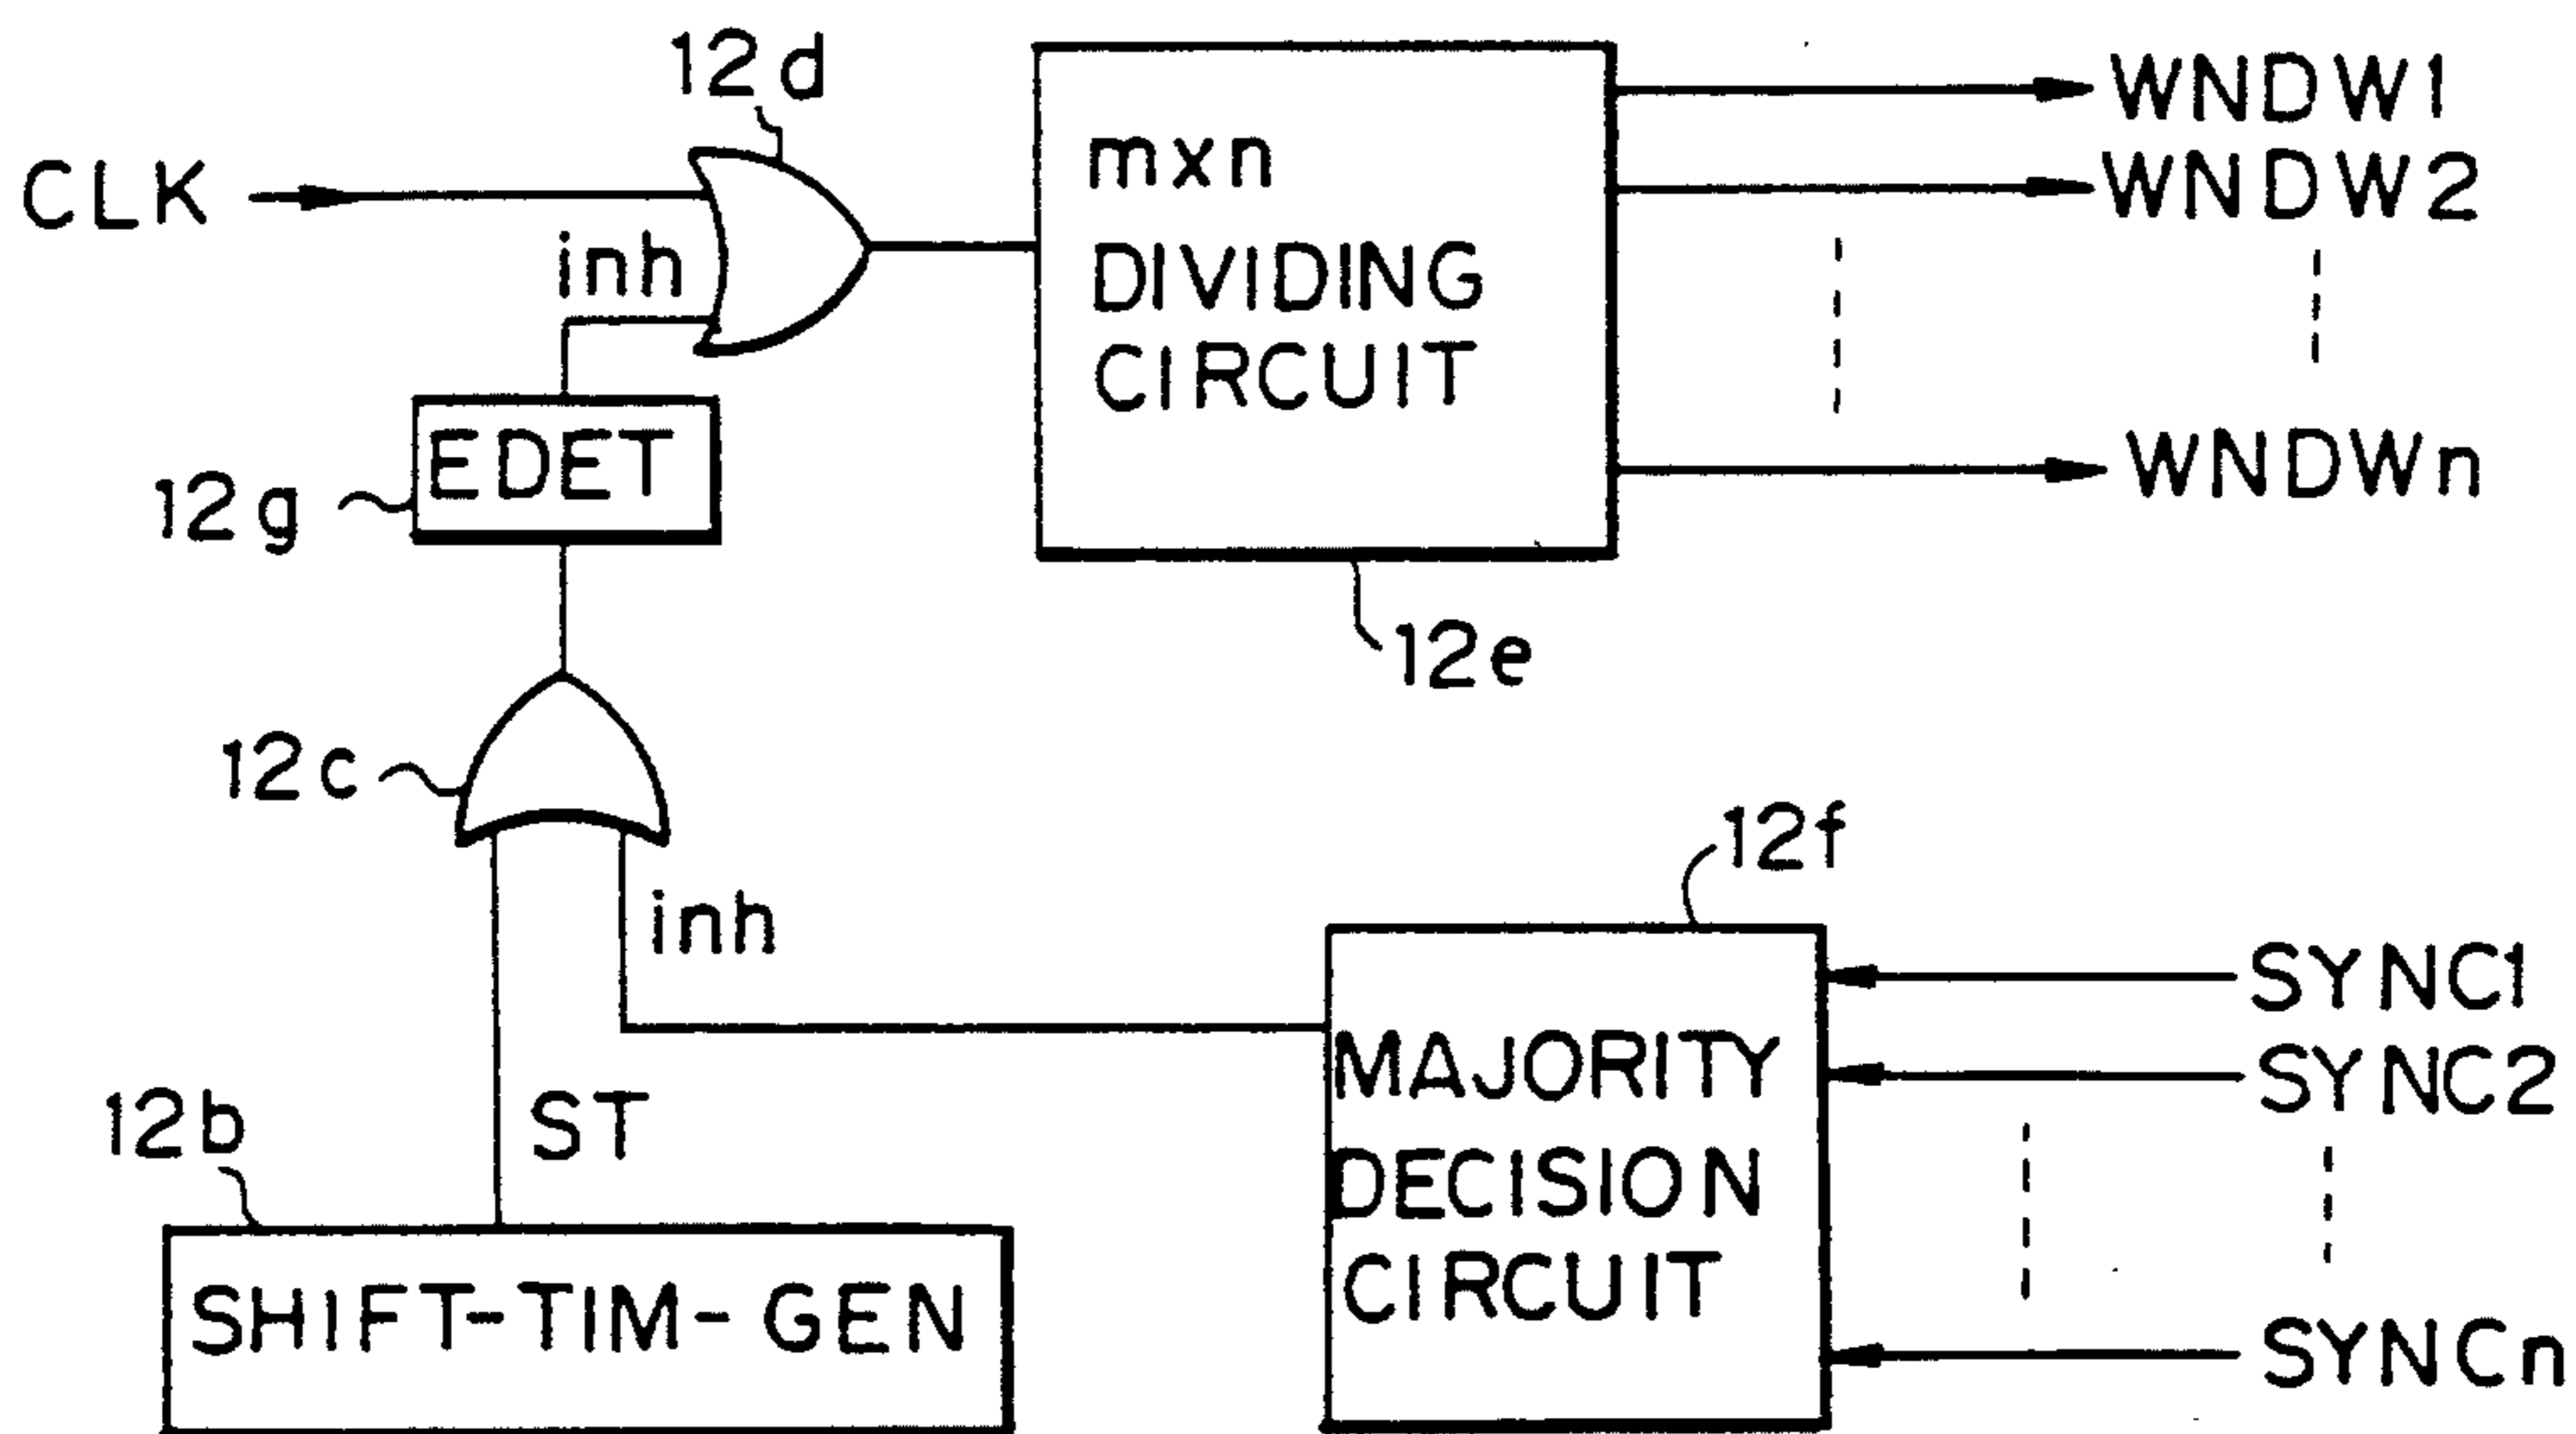 12d
CLK
inh
mxn
DIVIDING
CIRCUIT
WNDW1
WNDW2
WNDWn
EDET
12g
12e
12c
inh
12f
ST
12b
SHIFT-TIM-GEN
MAJORITY
DECISION
CIRCUIT
SYNC1
SYNC2
SYNCn